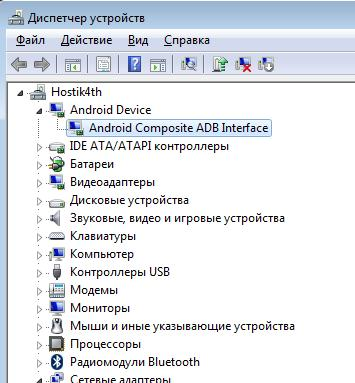 Диспетчер устройств
Файл Действие Вид Справка
Hostik4th
Android Device
Android Composite ADB Interface
IDE ATA/ATAPI контроллеры
Батареи
Видеоадаптеры
Дисковые устройства
Звуковые, видео и игровые устройства
Клавиатуры
Компьютер
Контроллеры USB
Модемы
Мониторы
Мыши и иные указывающие устройства
Процессоры
Радиомодули Bluetooth
Сетевые адаптеры